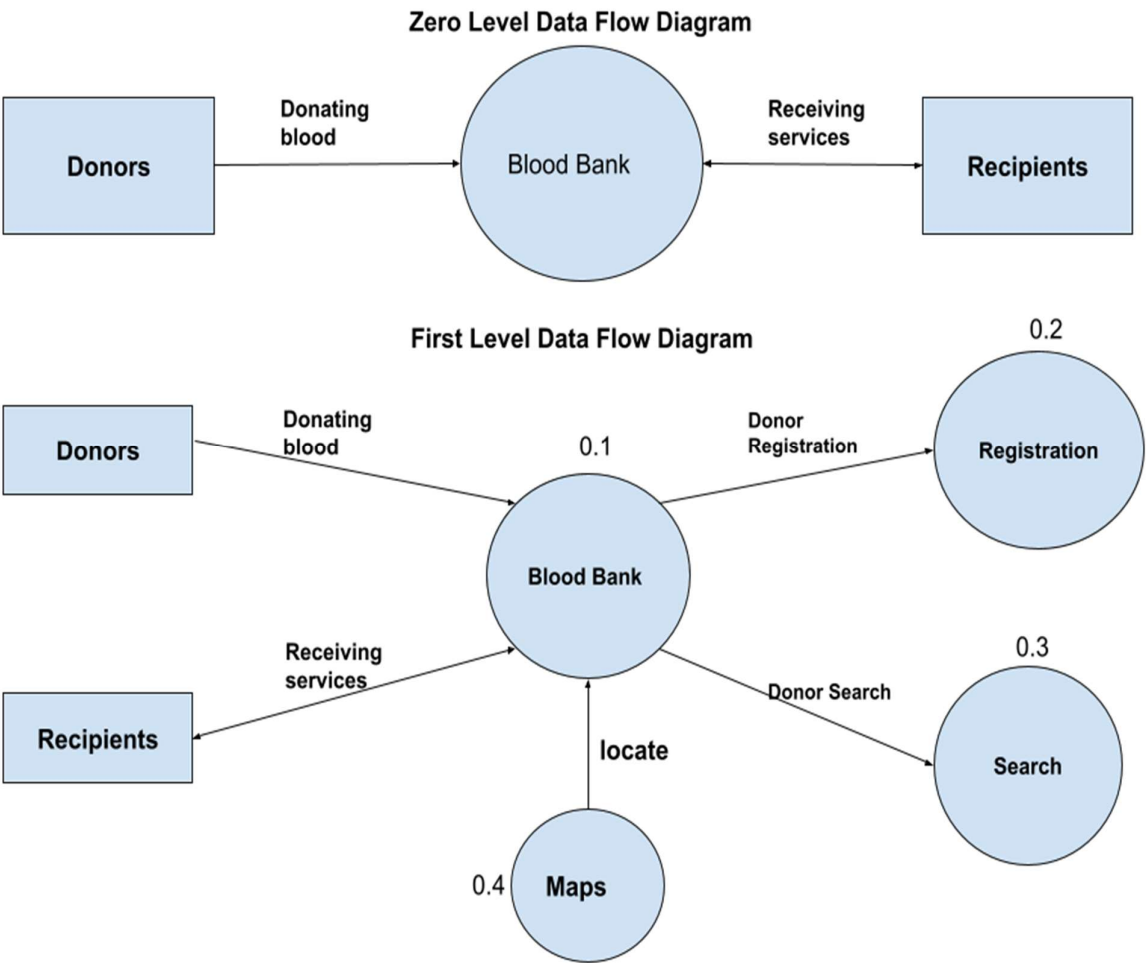 Zero Level Data Flow Diagram
Donating
blood
Receiving
services
Donors
Blood Bank
Recipients
First Level Data Flow Diagram
0.2
Donating
blood
Donor
Registration
0.1
Donors
Registration
Blood Bank
Receiving
services
0.3
Donor Search
Recipients
locate
Search
0.4
Maps